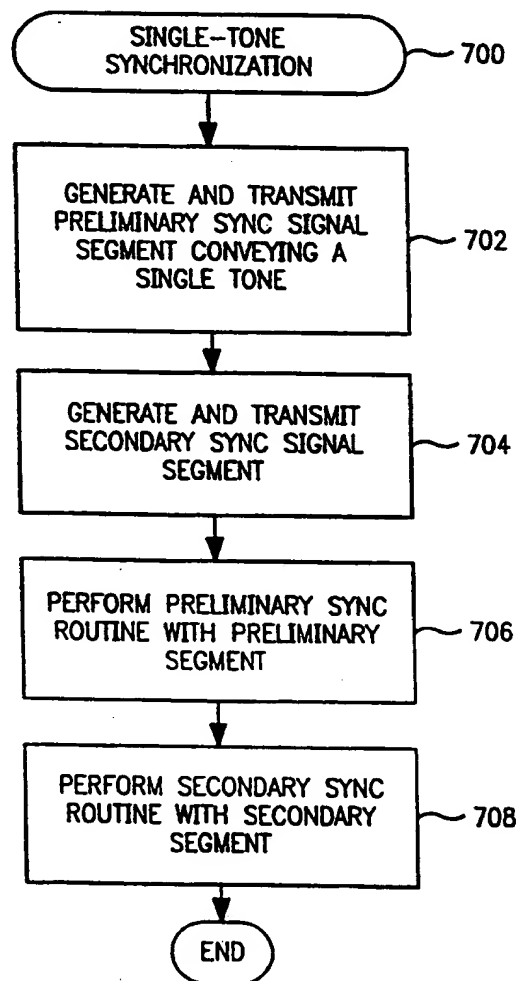 SINGLE-TONE
SYNCHRONIZATION
700
GENERATE AND TRANSMIT
PRELIMINARY SYNC SIGNAL
SEGMENT CONVEYING A
SINGLE TONE
702
GENERATE AND TRANSMIT
SECONDARY SYNC SIGNAL
SEGMENT
704
PERFORM PRELIMINARY SYNC
ROUTINE WITH PRELIMINARY
SEGMENT
706
PERFORM SECONDARY SYNC
ROUTINE WITH SECONDARY
SEGMENT
708
END